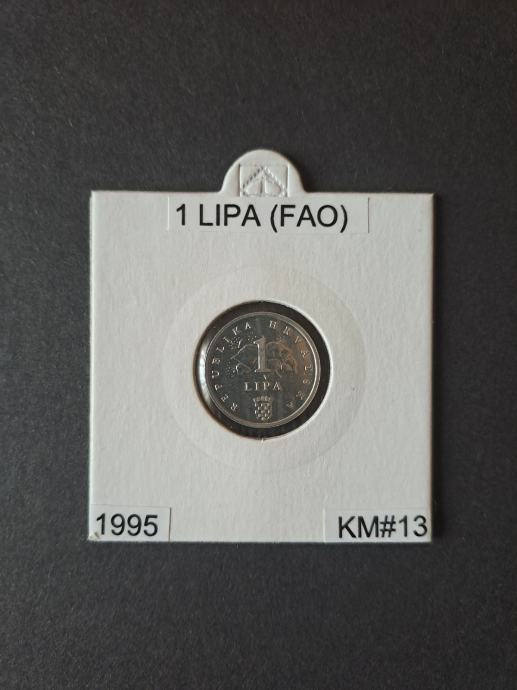 1 LIPA (FAO)
REPUBLIKA HRVATSKA
1
LIPA
1995
KM#13